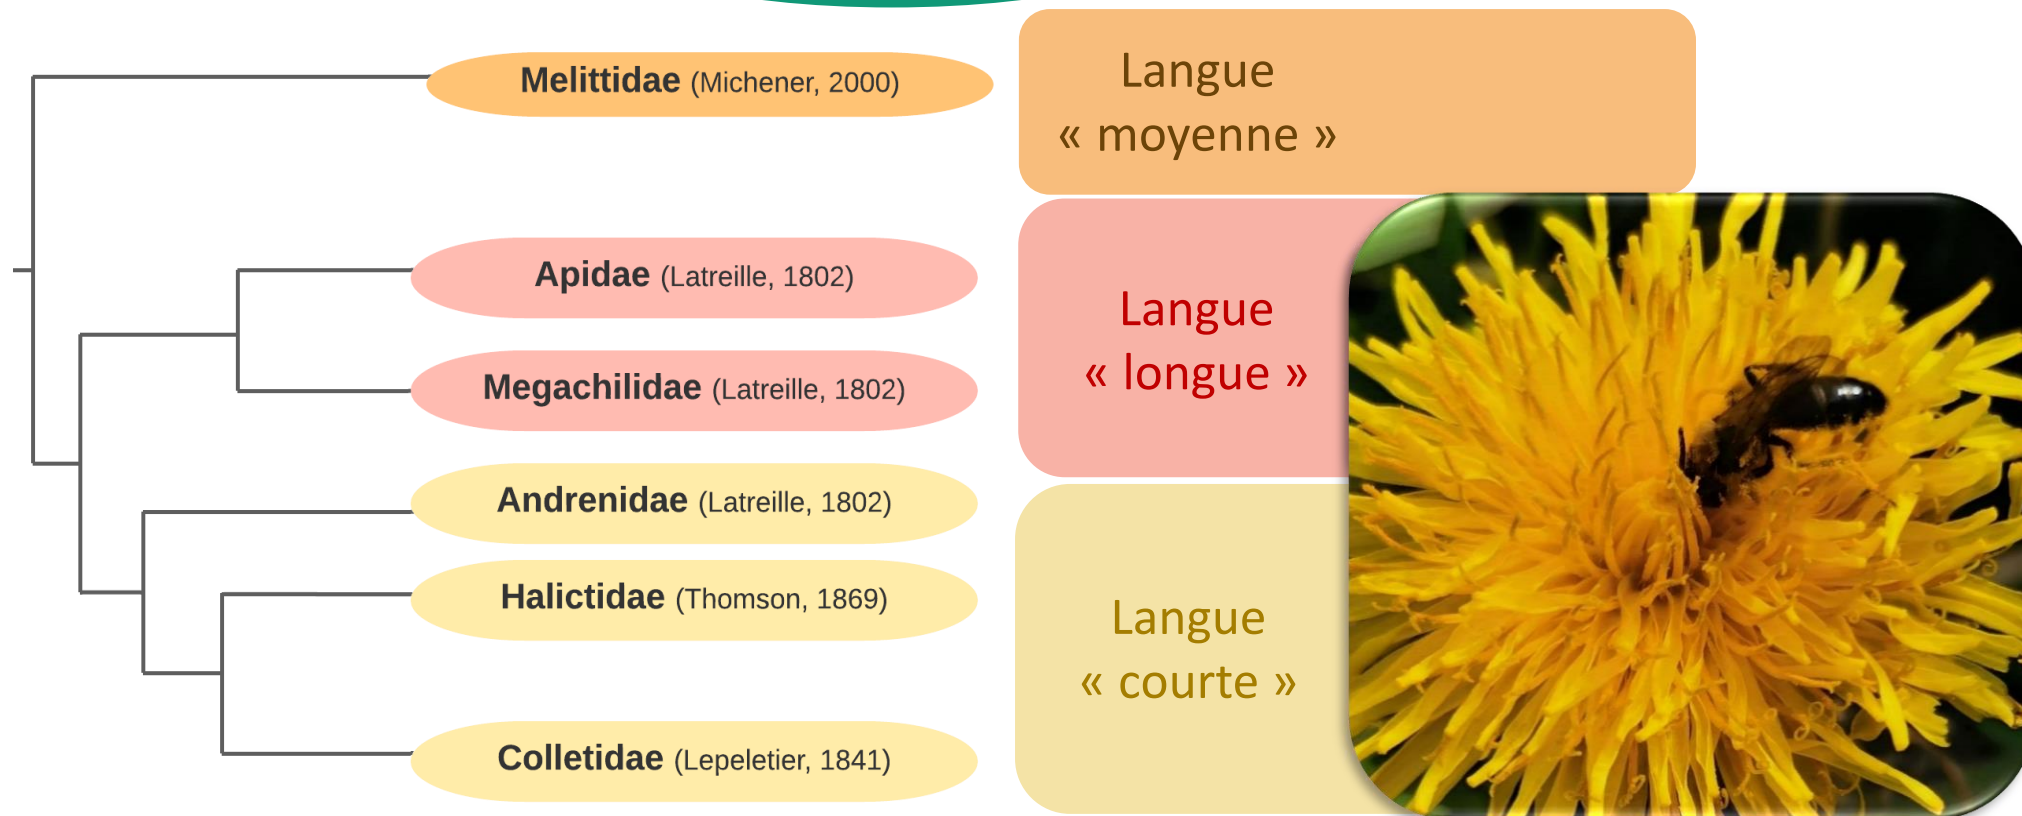 Melittidae (Michener, 2000)
Langue
« moyenne »
Apidae (Latreille, 1802)
Megachilidae (Latreille, 1802)
Langue
« longue »
Andrenidae (Latreille, 1802)
Halictidae (Thomson, 1869)
Colletidae (Lepeletier, 1841)
Langue
« courte »